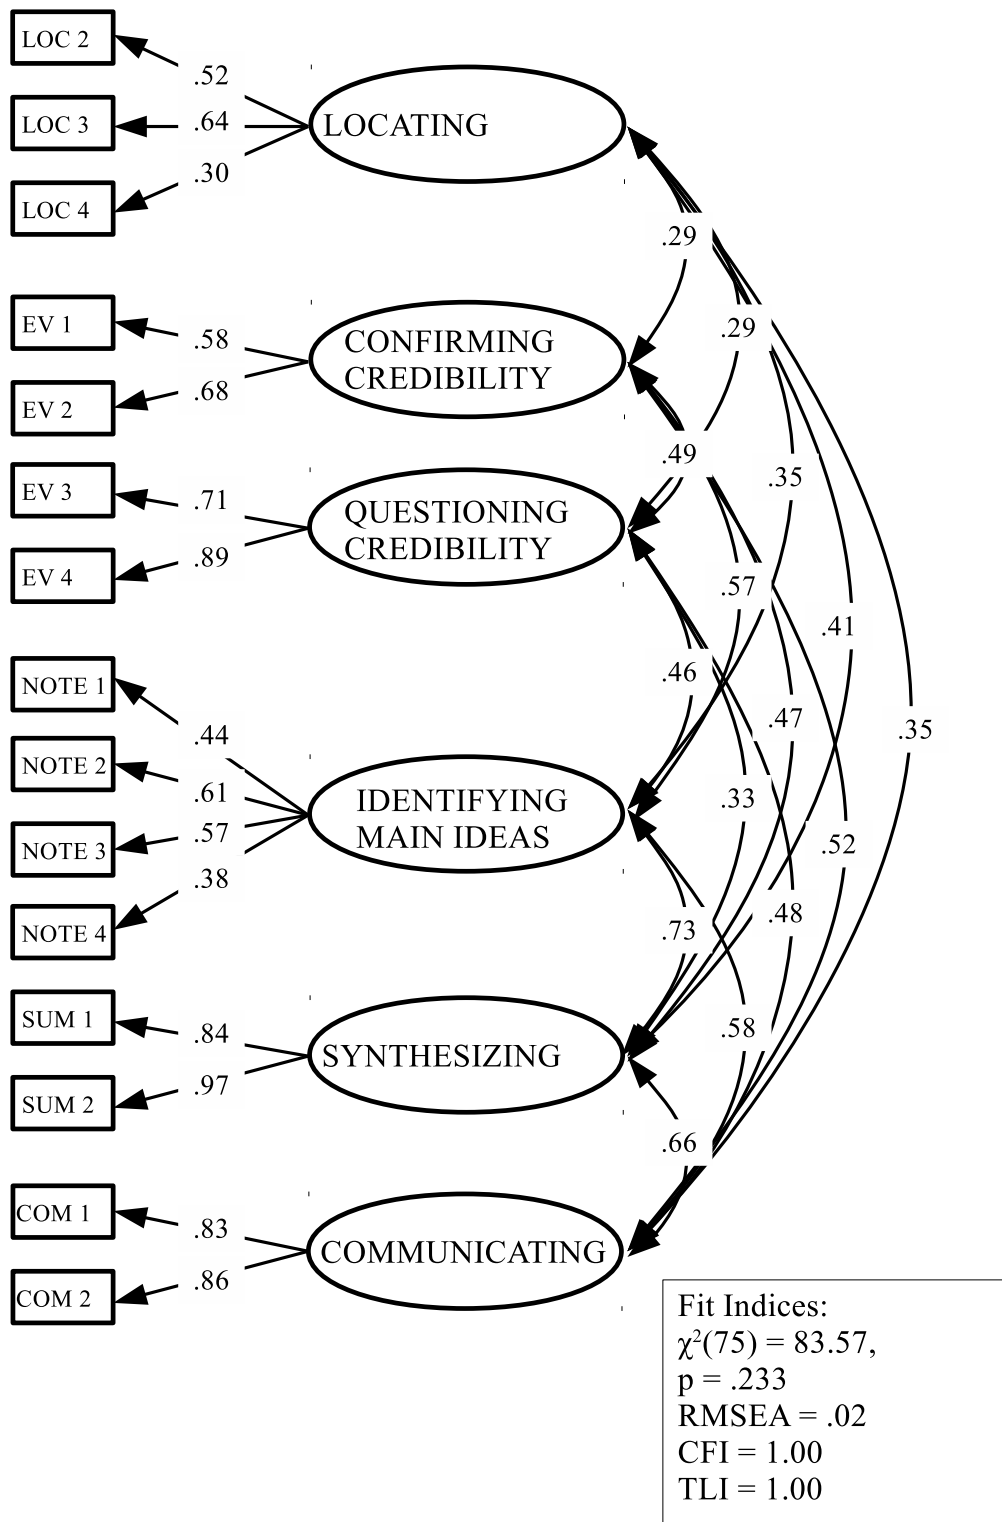 LOC 2
.52
LOC 3
.64
LOCATING
.30
LOC 4
.29
EV 1
.58
CONFIRMING
CREDIBILITY
.29
.68
EV 2
.49
.35
EV 3
.71
QUESTIONING
CREDIBILITY
.89
EV 4
.57
.41
NOTE 1
.46
.47
.35
.44
NOTE 2
.61
IDENTIFYING
MAIN IDEAS
.33
.57
NOTE 3
.52
.38
NOTE 4
.73
.48
SUM 1
.84
SYNTHESIZING
.58
.97
SUM 2
.66
COM 1
.83
COMMUNICATING
.86
COM 2
Fit Indices:
χ²(75) = 83.57,
p = .233
RMSEA = .02
CFI = 1.00
TLI = 1.00